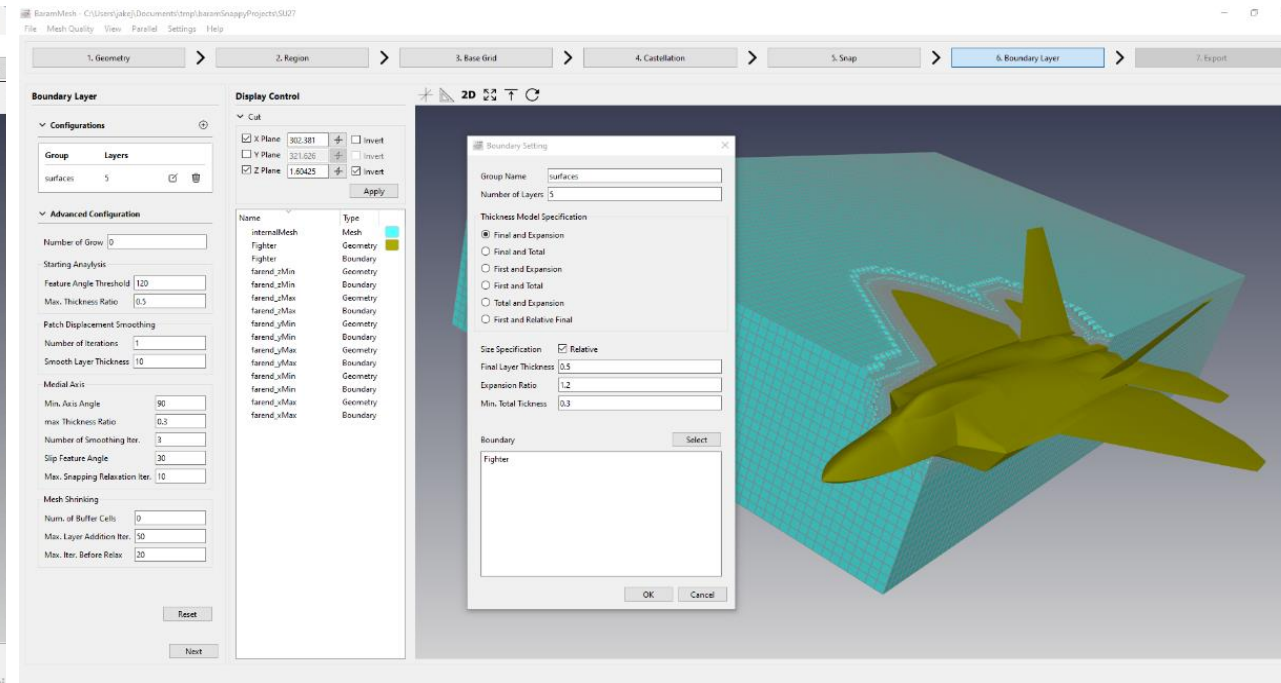 BaramMesh - C:\Users\jakej\Documents\tmp\baramSnappyProjects\SU27
File Mesh Quality View Parallel Settings Help
1. Geometry 2. Region 3. Base Grid 4. Castellation 5. Snap 6. Boundary Layer 7. Export
Boundary Layer
Configurations
Group Layers
surfaces 5
Advanced Configuration
Number of Grow 0
Starting Anaylysis
Feature Angle Threshold 120
Max. Thickness Ratio 0.5
Patch Displacement Smoothing
Number of Iterations 1
Smooth Layer Thickness 10
Medial Axis
Min. Axis Angle 90
max Thickness Ratio 0.3
Number of Smoothing Iter. 3
Slip Feature Angle 30
Max. Snapping Relaxation Iter. 10
Mesh Shrinking
Num. of Buffer Cells 0
Max. Layer Addition Iter. 50
Max. Iter. Before Relax 20
Reset
Next
Display Control
Cut
X Plane 302.381 Invert
Y Plane 321.626 Invert
Z Plane 1.60425 Invert
Apply
Name Type
internalMesh Mesh
Fighter Geometry
Fighter Boundary
farend_zMin Geometry
farend_zMin Boundary
farend_zMax Geometry
farend_zMax Boundary
farend_yMin Geometry
farend_yMin Boundary
farend_yMax Geometry
farend_yMax Boundary
farend_xMin Geometry
farend_xMin Boundary
farend_xMax Geometry
farend_xMax Boundary
2D
Boundary Setting
Group Name surfaces
Number of Layers 5
Thickness Model Specification
Final and Expansion
Final and Total
First and Expansion
First and Total
Total and Expansion
First and Relative Final
Size Specification Relative
Final Layer Thickness 0.5
Expansion Ratio 1.2
Min. Total Tickness 0.3
Boundary Select
Fighter
OK Cancel